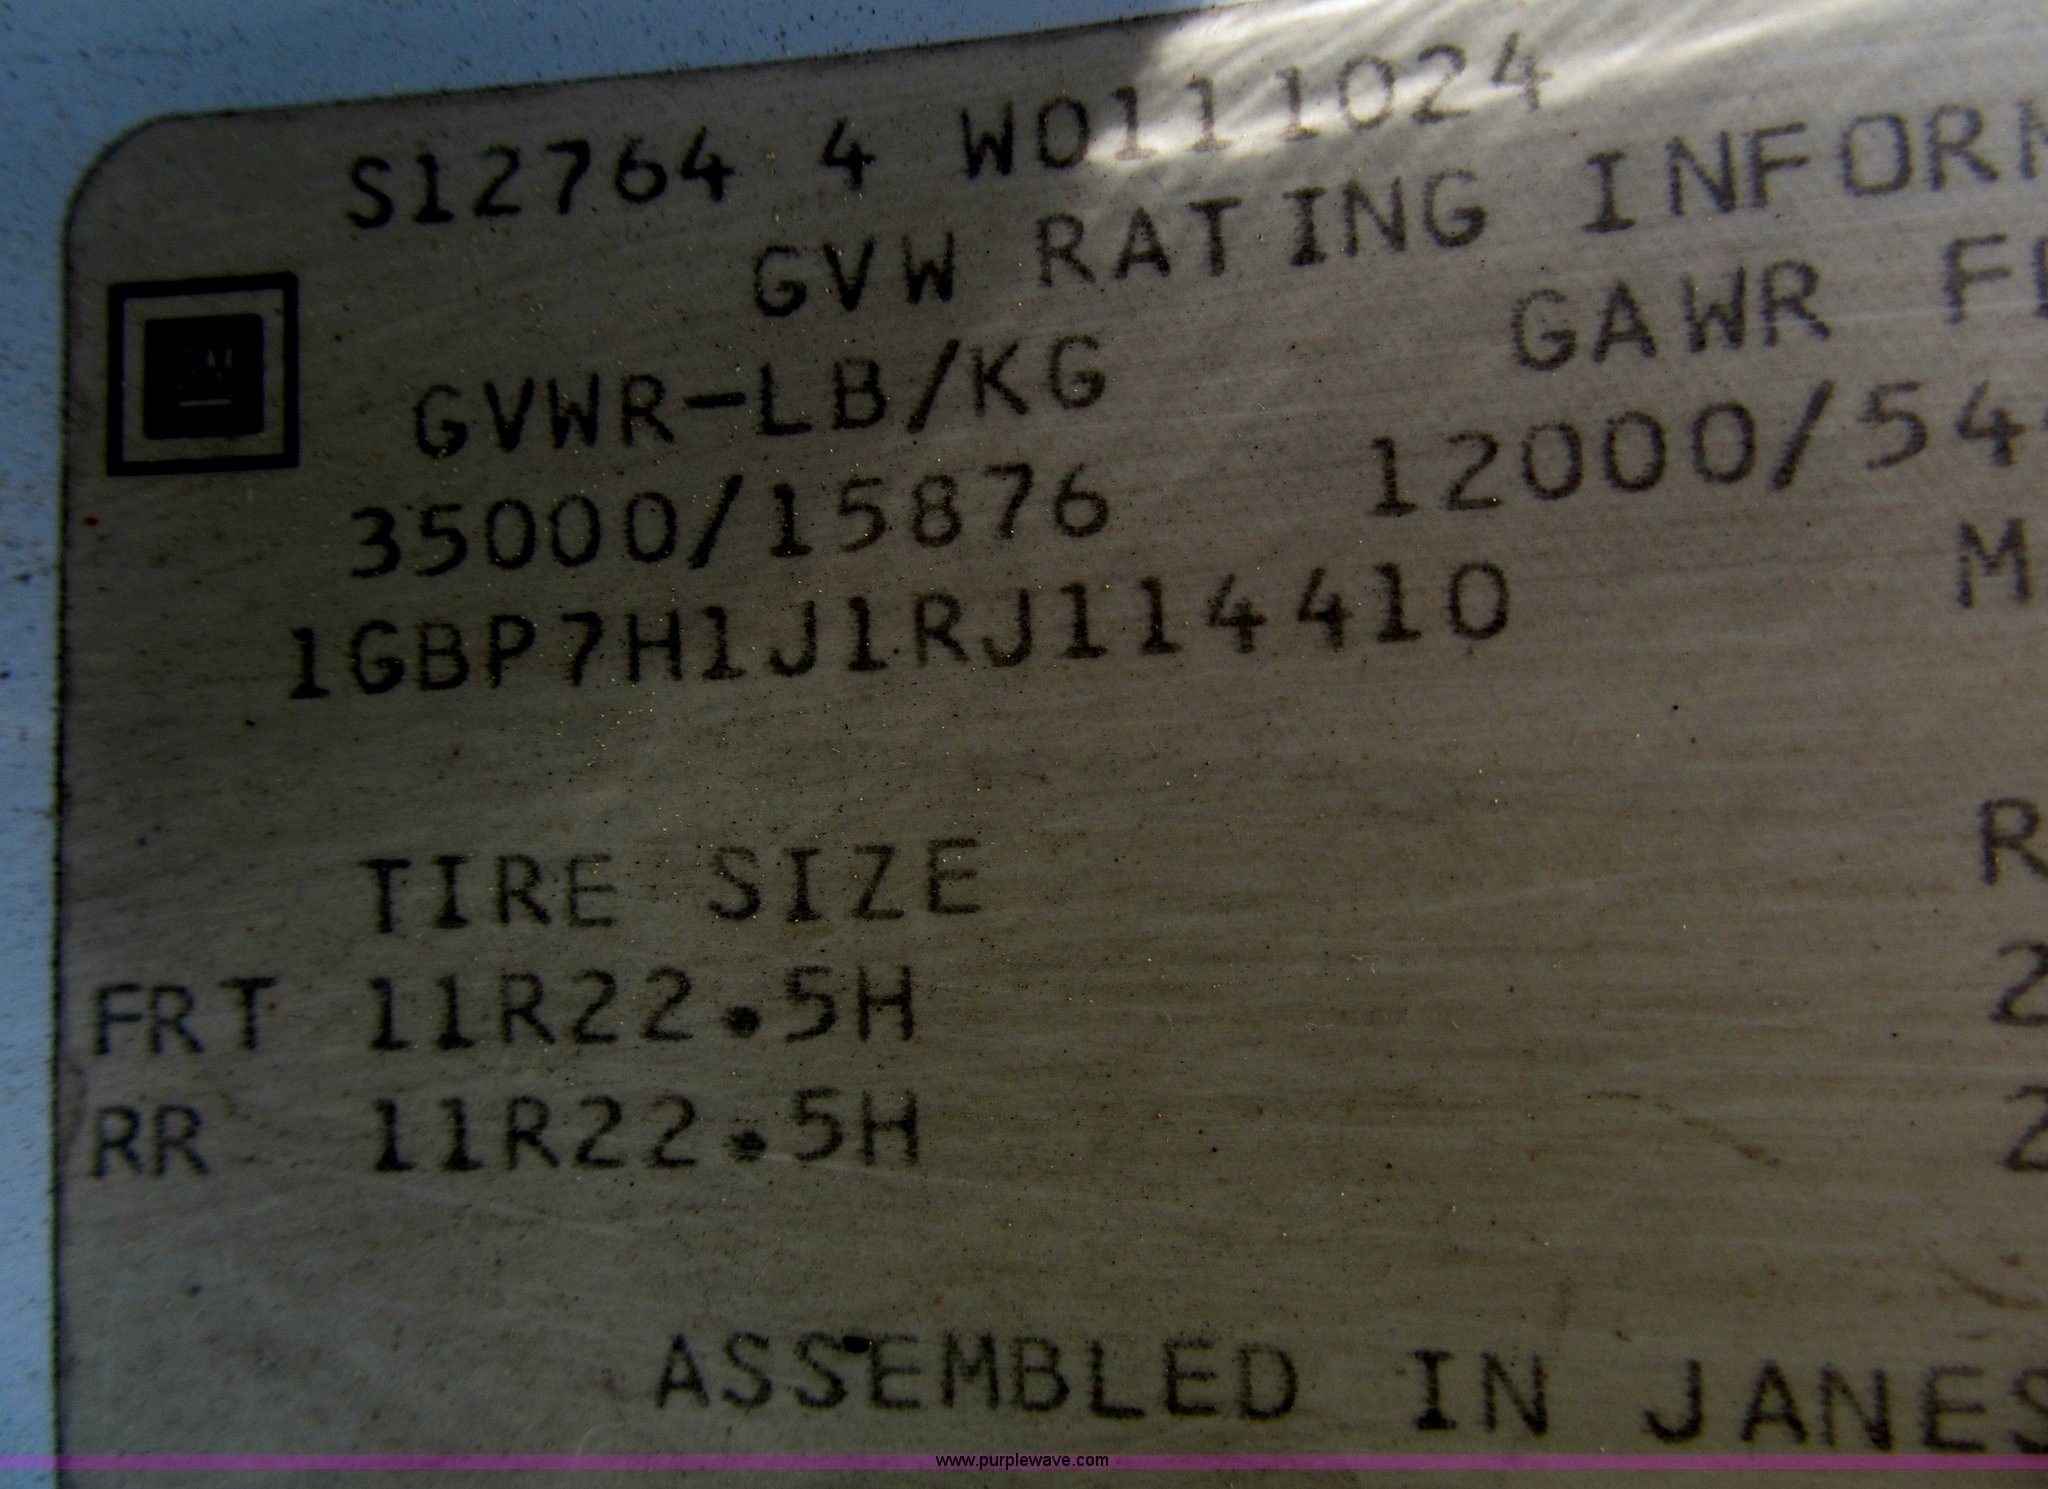 S12764 4 W0111024
GVW RATING INFORM
GVWR-LB/KG GAWR F
35000/15876 12000/54
1GBP7H1J1RJ114410 M
TIRE SIZE R
FRT 11R22.5H 2
RR 11R22.5H 2
ASSEMBLED IN JANES
www.purplewave.com